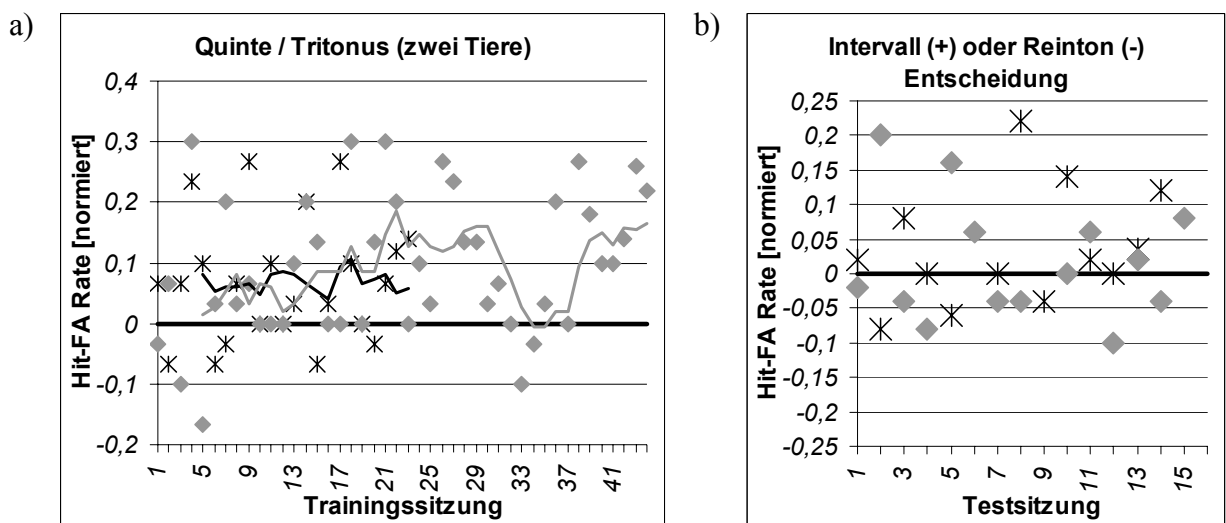 a)
Quinte / Tritonus (zwei Tiere)
Hit-FA Rate [normiert]
0,4
0,3
0,2
0,1
0
-0,1
-0,2
1 5 9 13 17 21 25 29 33 37 41
Trainingssitzung
b)
Intervall (+) oder Reinton (-)
Entscheidung
Hit-FA Rate [normiert]
0,25
0,2
0,15
0,1
0,05
0
-0,05
-0,1
-0,15
-0,2
-0,25
1 3 5 7 9 11 13 15
Testsitzung